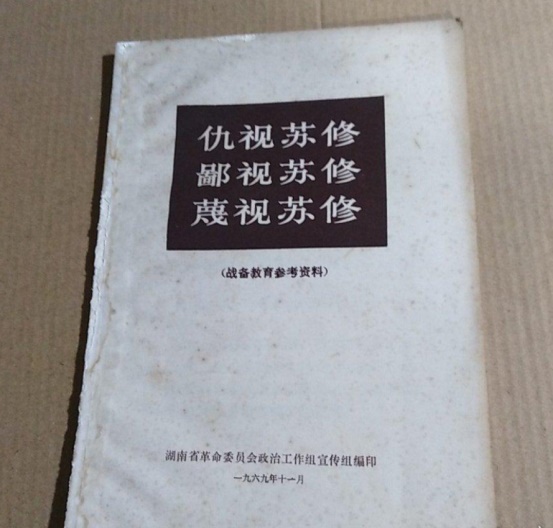 仇视苏修
鄙视苏修
蔑视苏修
（战备教育参考资料）
湖南省革命委员会政治工作组宣传组编印
一九六九年十一月